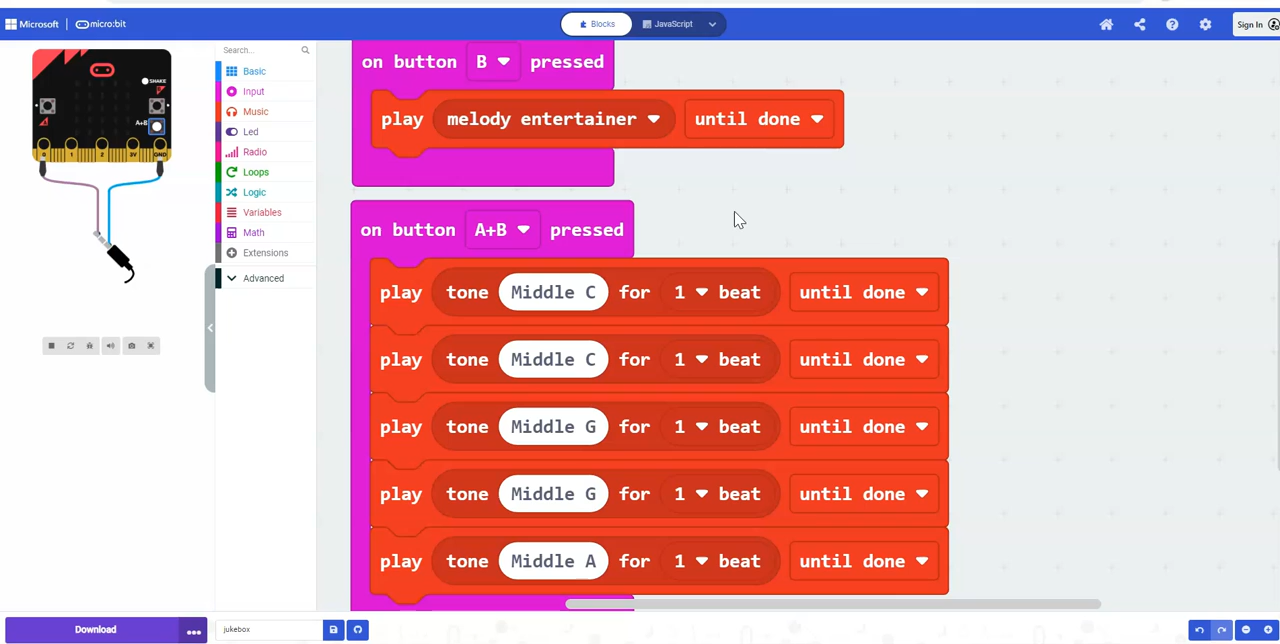 Microsoft micro:bit Blocks JavaScript Sign In
SHAKE
A+B
0 1 2 3V GND
Search...
Basic
Input
Music
Led
Radio
Loops
Logic
Variables
Math
Extensions
Advanced
on button B pressed
play melody entertainer until done
on button A+B pressed
play tone Middle C for 1 beat until done
play tone Middle C for 1 beat until done
play tone Middle G for 1 beat until done
play tone Middle G for 1 beat until done
play tone Middle A for 1 beat until done
Download jukebox